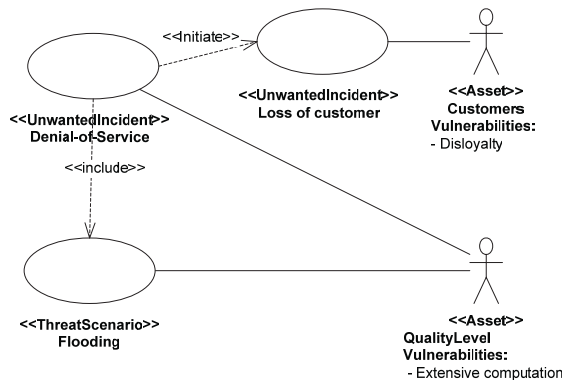 <<Initiate>>
<<UnwantedIncident>>
Denial-of-Service
<<UnwantedIncident>>
Loss of customer
<<Asset>>
Customers
Vulnerabilities:
- Disloyalty
<<include>>
<<ThreatScenario>>
Flooding
<<Asset>>
QualityLevel
Vulnerabilities:
- Extensive computation